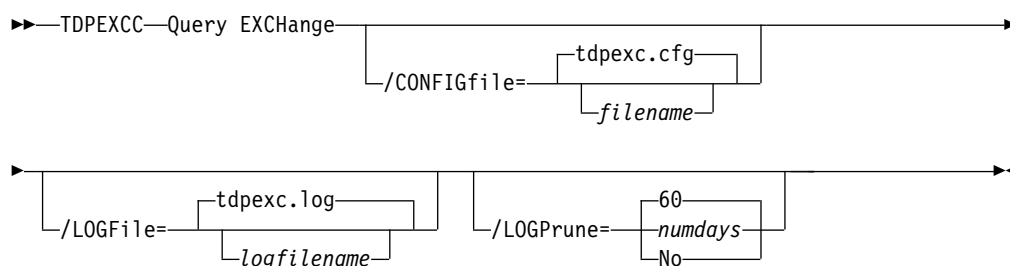 TDPEXCC Query EXCHange
tdpexc.cfg
/CONFIGfile=
filename
tdpexc.log
/LOGFile=
logfilename
60
/LOGPrune=
numdays
No